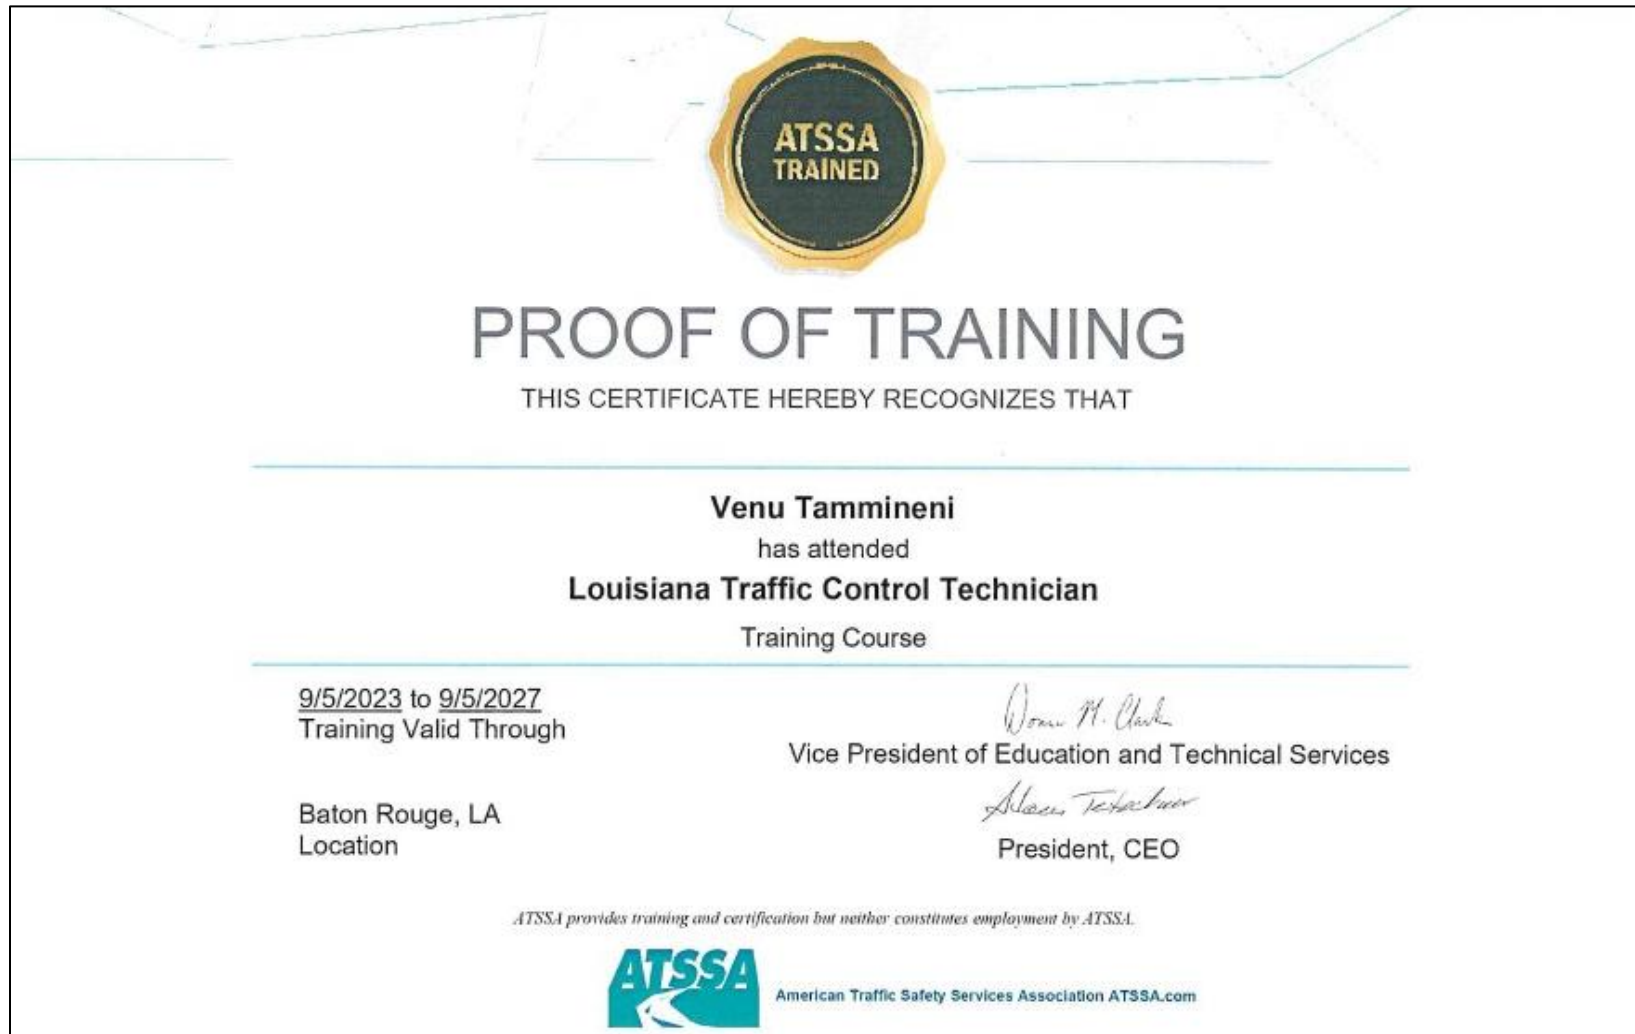 ATSSA
TRAINED
PROOF OF TRAINING
THIS CERTIFICATE HEREBY RECOGNIZES THAT
Venu Tammineni
has attended
Louisiana Traffic Control Technician
Training Course
9/5/2023 to 9/5/2027
Training Valid Through
Baton Rouge, LA
Location
Donna M. Clark
Vice President of Education and Technical Services
President, CEO
ATSSA provides training and certification but neither constitutes employment by ATSSA.
ATSSA
American Traffic Safety Services Association ATSSA.com